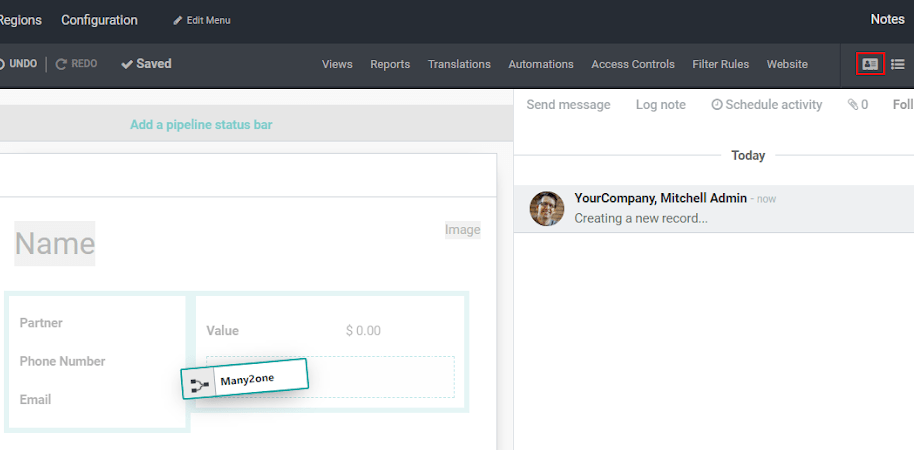 Regions Configuration Edit Menu Notes
UNDO REDO Saved Views Reports Translations Automations Access Controls Filter Rules Website
Send message Log note Schedule activity 0 Foll
Add a pipeline status bar
Today
YourCompany, Mitchell Admin - now
Creating a new record...
Name
Image
Partner
Value $ 0.00
Phone Number
Many2one
Email